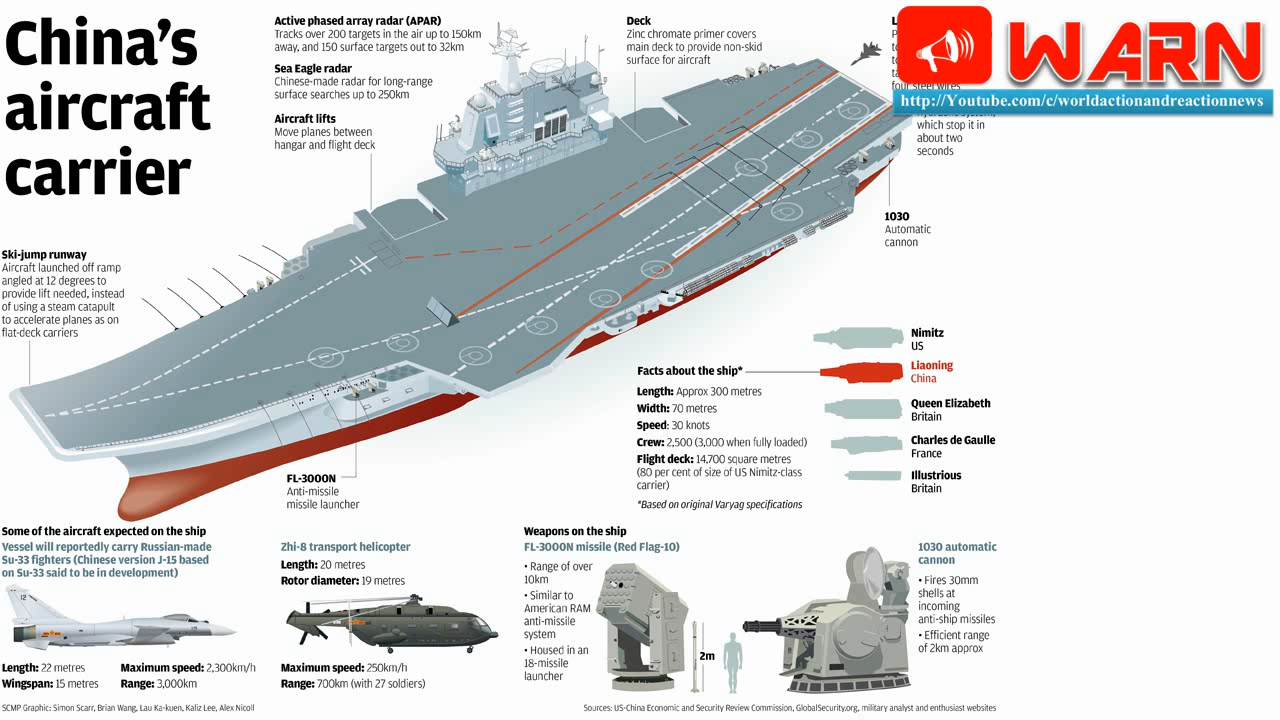 China's
aircraft
carrier
Active phased array radar (APAR)
Tracks over 200 targets in the air up to 150km
away, and 150 surface targets out to 32km
Sea Eagle radar
Chinese-made radar for long-range
surface searches up to 250km
Aircraft lifts
Move planes between
hangar and flight deck
Deck
Zinc chromate primer covers
main deck to provide non-skid
surface for aircraft
WARN
http://Youtube.com/c/worldactionandreactionnews
four steel wires
which stop it in
about two
seconds
1030
Automatic
cannon
Ski-jump runway
Aircraft launched off ramp
angled at 12 degrees to
provide lift needed, instead
of using a steam catapult
to accelerate planes as on
flat-deck carriers
FL-3000N
Anti-missile
missile launcher
Facts about the ship*
Length: Approx 300 metres
Width: 70 metres
Speed: 30 knots
Crew: 2,500 (3,000 when fully loaded)
Flight deck: 14,700 square metres
(80 per cent of size of US Nimitz-class
carrier)
*Based on original Varyag specifications
Nimitz
US
Liaoning
China
Queen Elizabeth
Britain
Charles de Gaulle
France
Illustrious
Britain
Some of the aircraft expected on the ship
Vessel will reportedly carry Russian-made
Su-33 fighters (Chinese version J-15 based
on Su-33 said to be in development)
12
Length: 22 metres
Wingspan: 15 metres
Maximum speed: 2,300km/h
Range: 3,000km
Zhi-8 transport helicopter
Length: 20 metres
Rotor diameter: 19 metres
Maximum speed: 250km/h
Range: 700km (with 27 soldiers)
Weapons on the ship
FL-3000N missile (Red Flag-10)
• Range of over
10km
• Similar to
American RAM
anti-missile
system
• Housed in an
18-missile
launcher
2m
1030 automatic
cannon
• Fires 30mm
shells at
incoming
anti-ship missiles
• Efficient range
of 2km approx
SCMP Graphic: Simon Scarr, Brian Wang, Lau Ka-kuen, Kaliz Lee, Alex Nicoll
Sources: US-China Economic and Security Review Commission, GlobalSecurity.org, military analyst and enthusiast websites